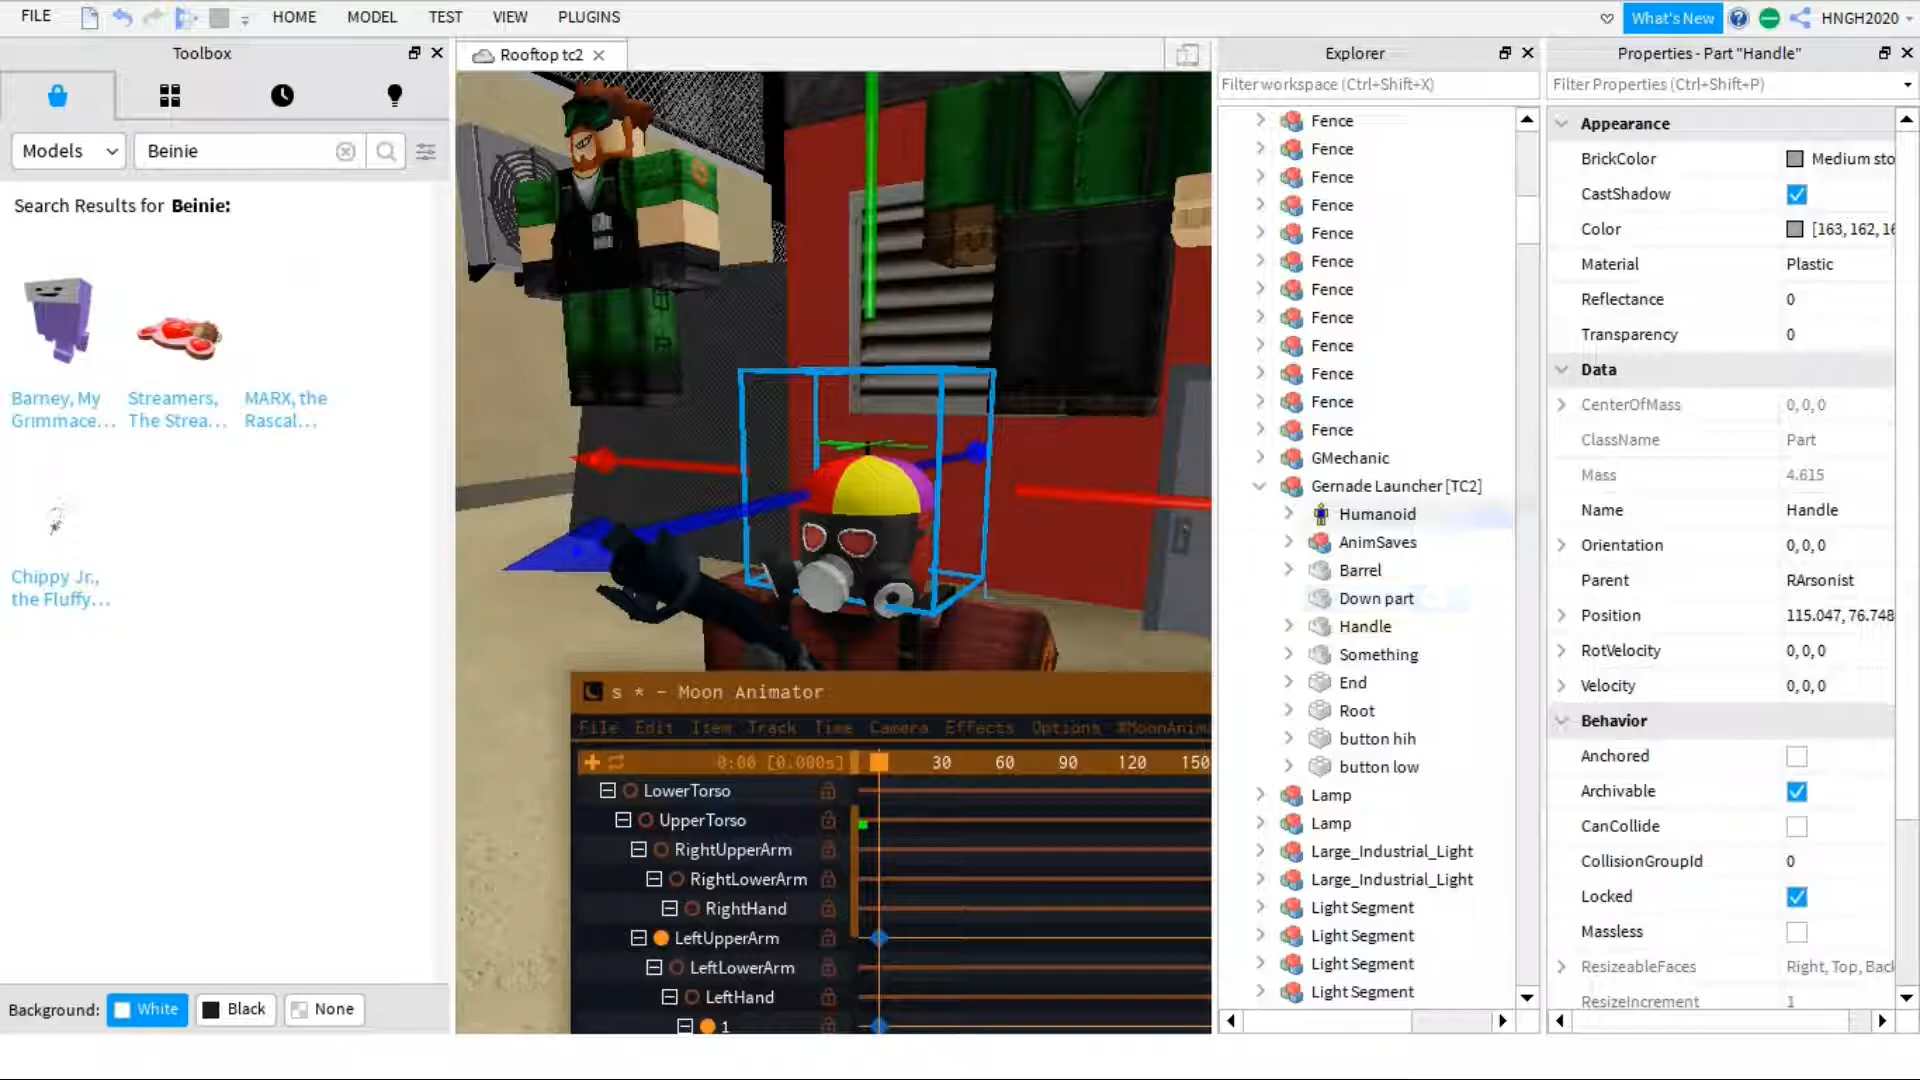 FILE
HOME
MODEL
TEST
VIEW
PLUGINS
What's New
HNGH2020
Toolbox
Models
Beinie
Search Results for Beinie:
Barney, My
Grimmace...
Streamers,
The Strea...
MARX, the
Rascal...
Chippy Jr.,
the Fluffy...
Background:
White
Black
None
Rooftop tc2
s * - Moon Animator
File
Edit
Item
Track
Time
Camera
Effects
Options
#MoonAnim
0:00 [0.000s]
30
60
90
120
150
LowerTorso
UpperTorso
RightUpperArm
RightLowerArm
RightHand
LeftUpperArm
LeftLowerArm
LeftHand
1
Explorer
Filter workspace (Ctrl+Shift+X)
Fence
Fence
Fence
Fence
Fence
Fence
Fence
Fence
Fence
Fence
Fence
Fence
GMechanic
Gernade Launcher [TC2]
Humanoid
AnimSaves
Barrel
Down part
Handle
Something
End
Root
button hih
button low
Lamp
Lamp
Large_Industrial_Light
Large_Industrial_Light
Light Segment
Light Segment
Light Segment
Light Segment
Properties - Part "Handle"
Filter Properties (Ctrl+Shift+P)
Appearance
BrickColor Medium sto
CastShadow
Color [163, 162, 16
Material Plastic
Reflectance 0
Transparency 0
Data
CenterOfMass 0, 0, 0
ClassName Part
Mass 4.615
Name Handle
Orientation 0, 0, 0
Parent RArsonist
Position 115.047, 76.748
RotVelocity 0, 0, 0
Velocity 0, 0, 0
Behavior
Anchored
Archivable
CanCollide
CollisionGroupId 0
Locked
Massless
ResizeableFaces Right, Top, Back
ResizeIncrement 1